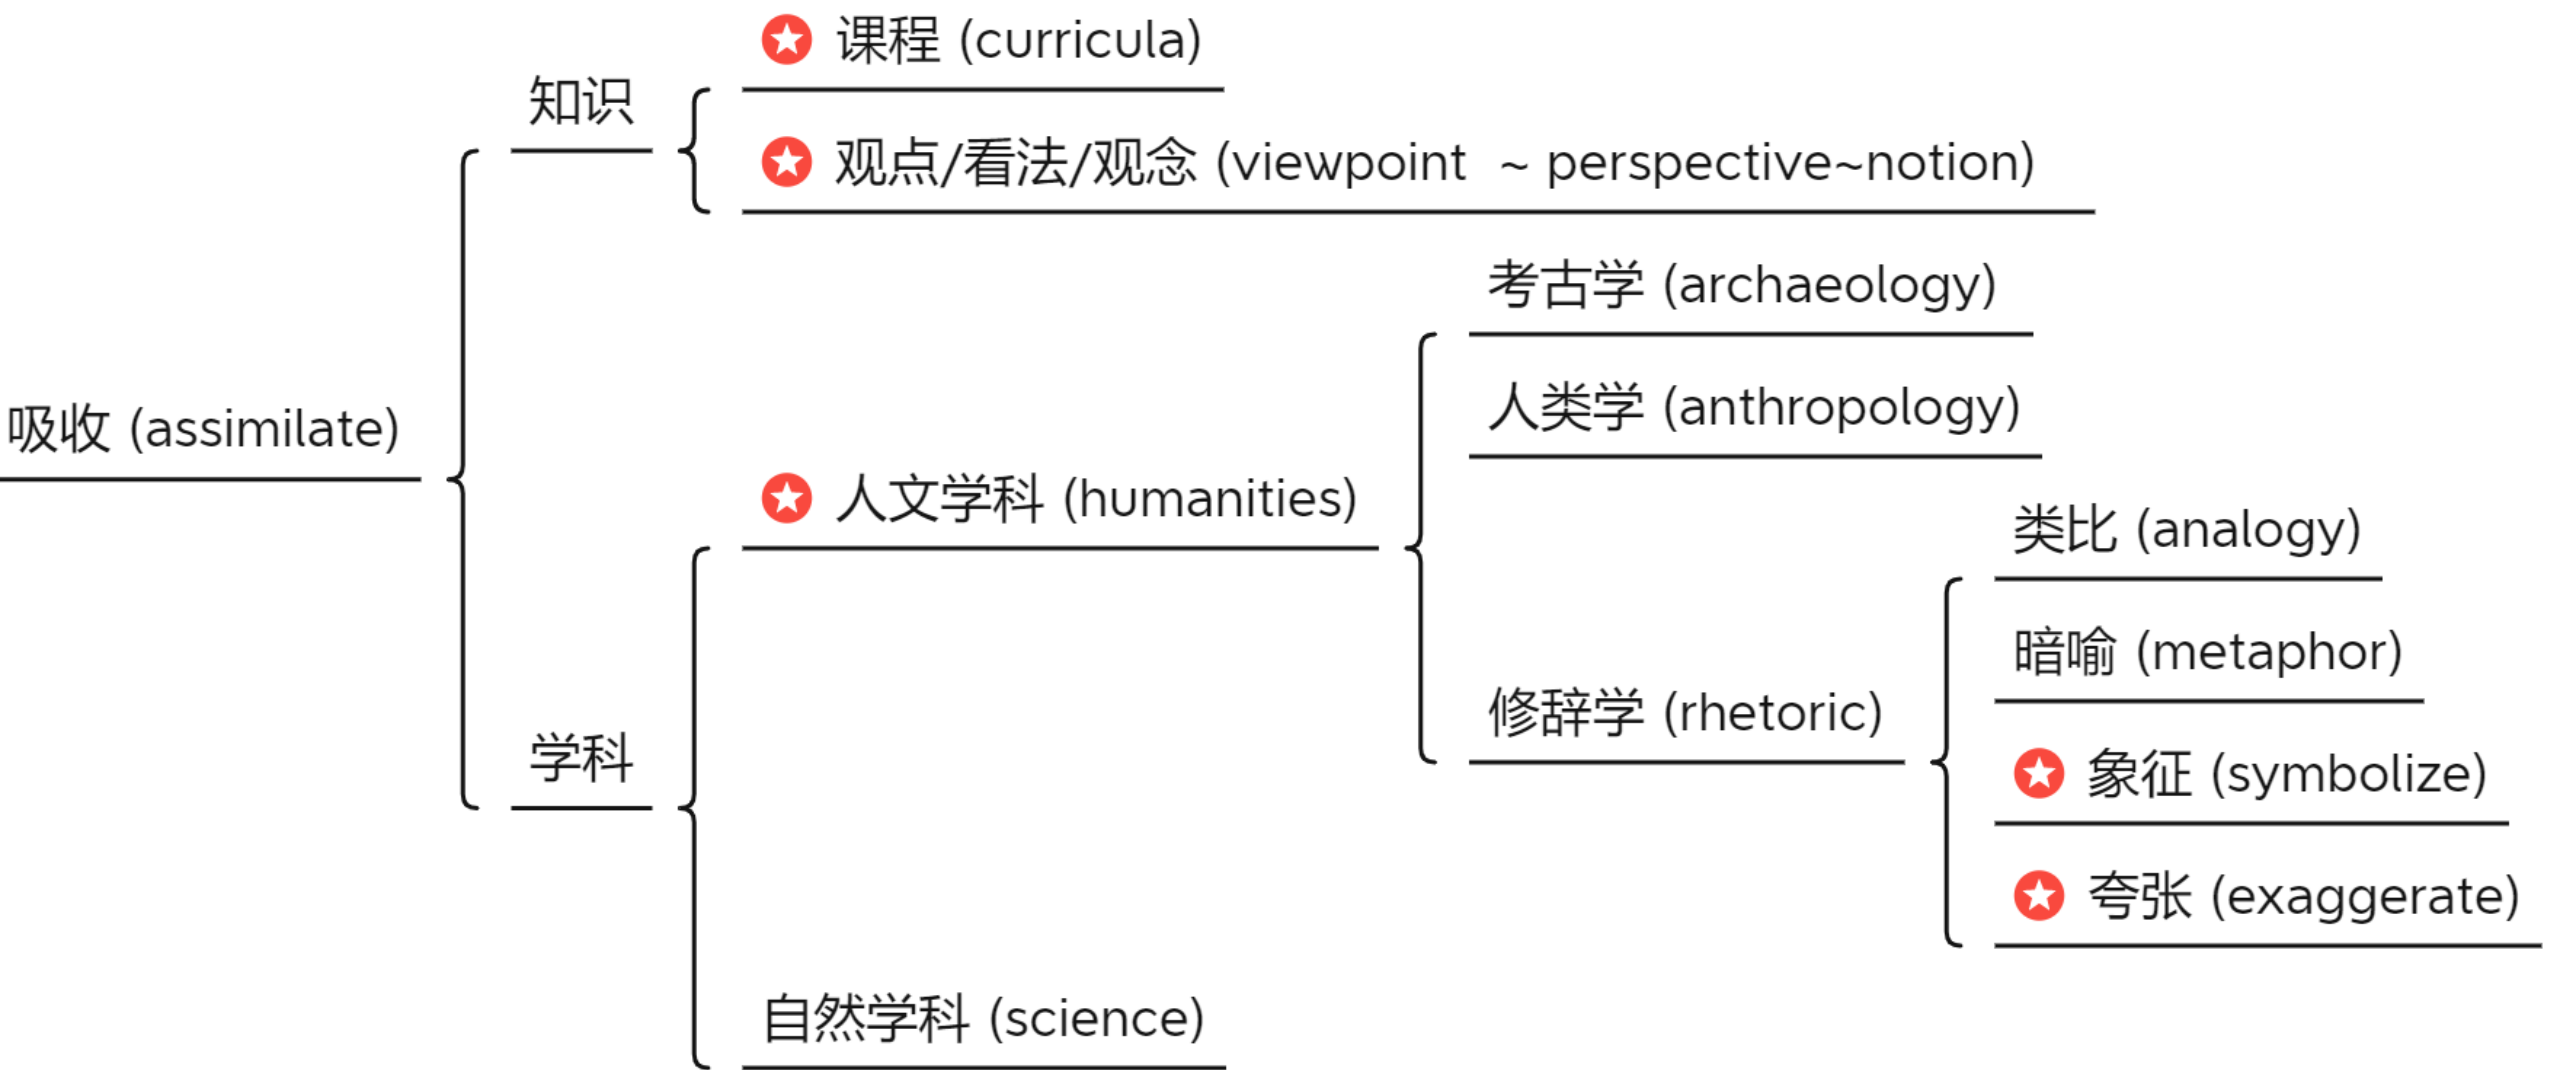 课程 (curricula)
知识
观点/看法/观念 (viewpoint ~ perspective~notion)
考古学 (archaeology)
人类学 (anthropology)
吸收 (assimilate)
人文学科 (humanities)
类比 (analogy)
暗喻 (metaphor)
修辞学 (rhetoric)
学科
象征 (symbolize)
夸张 (exaggerate)
自然学科 (science)